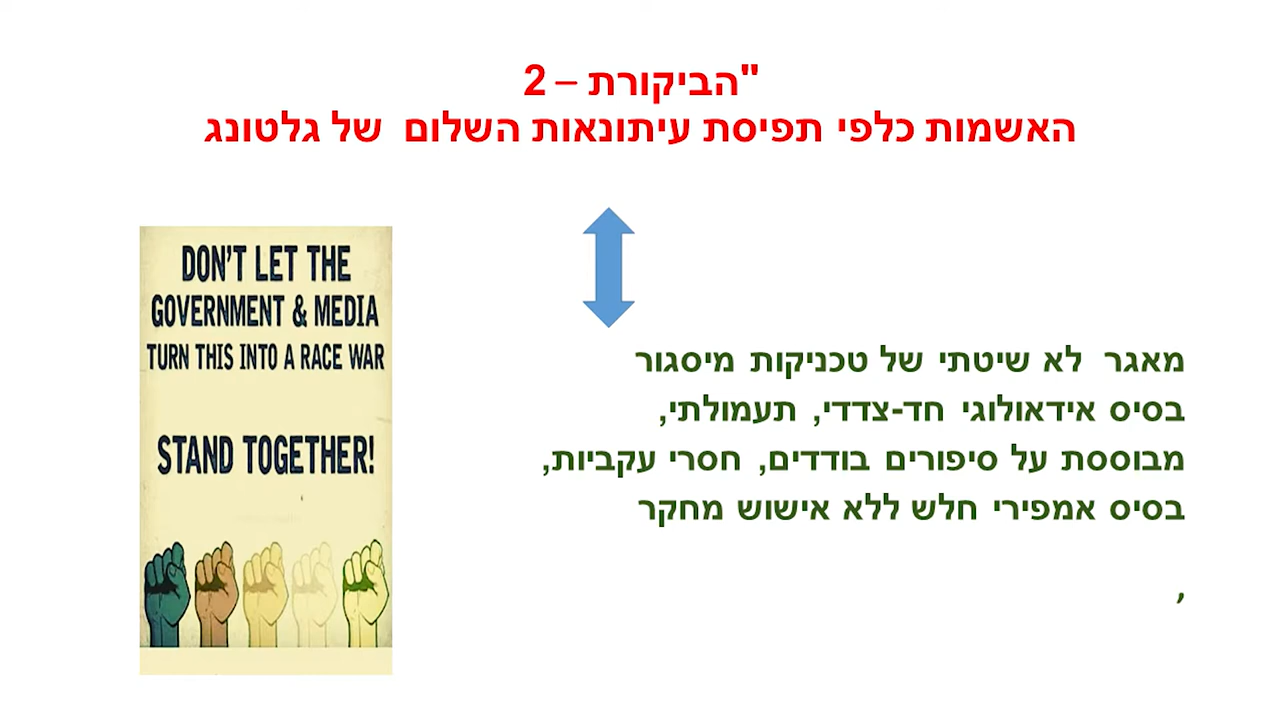 "הביקורת – 2
האשמות כלפי תפיסת עיתונאות השלום של גלטונג
DON'T LET THE
GOVERNMENT & MEDIA
TURN THIS INTO A RACE WAR
STAND TOGETHER!
מאגר לא שיטתי של טכניקות מיסגור
בסיס אידאולוגי חד-צדדי, תעמולתי,
מבוססת על סיפורים בודדים, חסרי עקביות,
בסיס אמפירי חלש ללא אישוש מחקר
,